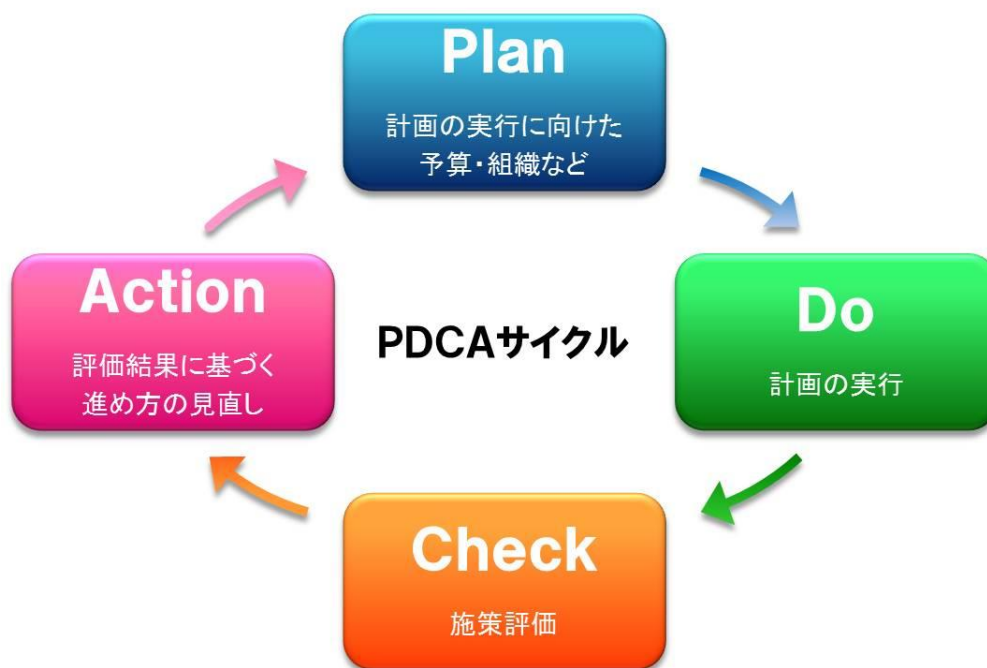 Plan
計画の実行に向けた
予算・組織など
Do
計画の実行
Check
施策評価
Action
評価結果に基づく
進め方の見直し
PDCAサイクル